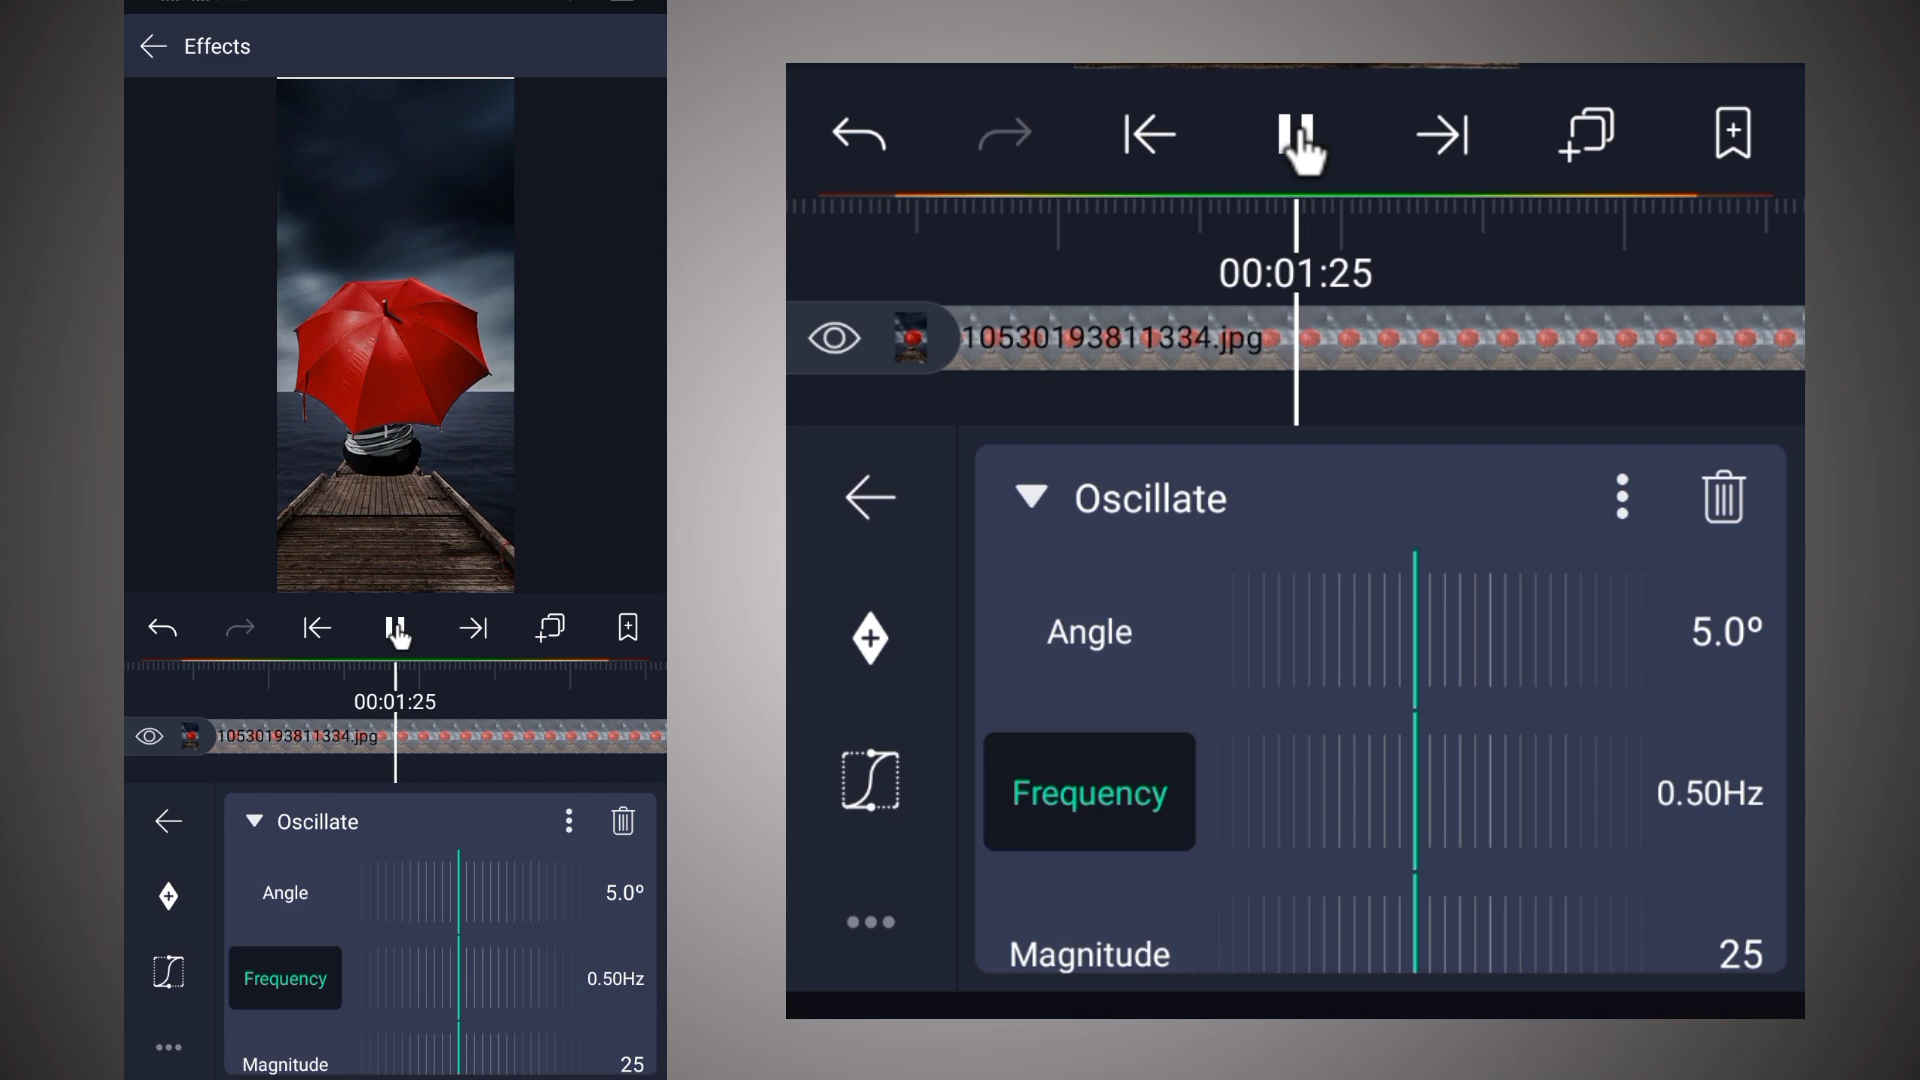 Effects
00:01:25
10530193811334.jpg
Oscillate
Angle
5.0º
Frequency
0.50Hz
Magnitude
25
00:01:25
10530193811334.jpg
Oscillate
Angle
5.0º
Frequency
0.50Hz
Magnitude
25